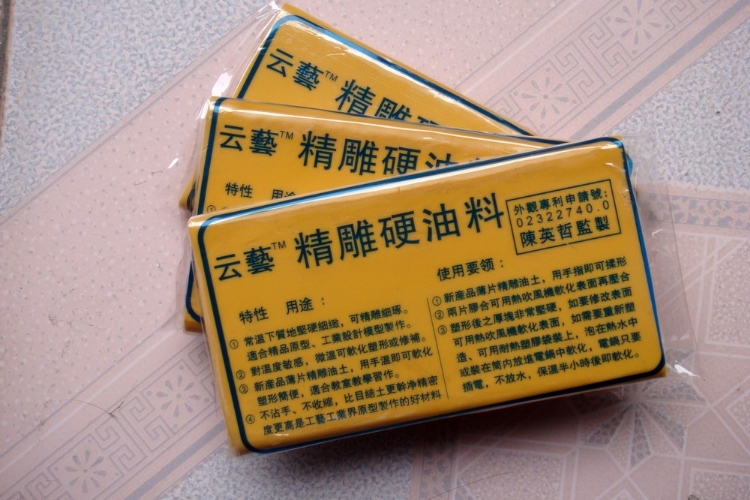 云藝™ 精雕
云藝™ 精雕硬油
特性 用途
云藝™ 精雕硬油料
外觀專利申請號:
02322740.0
陳英哲監製
特性 用途:
① 常溫下質地堅硬細緻,可精雕細琢。
適合精品原型、工業設計模型製作。
② 對溫度敏感,微溫可軟化塑形或修補。
③ 新產品薄片精雕油土,用手溫即可軟化
塑形簡便,適合教室教學習作。
④ 不沾手、不收縮,比目結土更幹净精密
度更高是工藝工業界原型製作的好材料
使用要领:
① 新產品薄片精雕油土,用手指即可揉形
② 兩片膠合可用熱吹風機軟化表面再壓合
③ 塑形後之厚塊非常堅硬,如要修改表面
可用熱吹風機軟化表面,如需要重新塑
造、可用耐熱塑膠袋裝上,泡在熱水中
或裝在筒内放進電鍋中軟化,電鍋只要
插電,不放水,保溫半小時後即軟化。